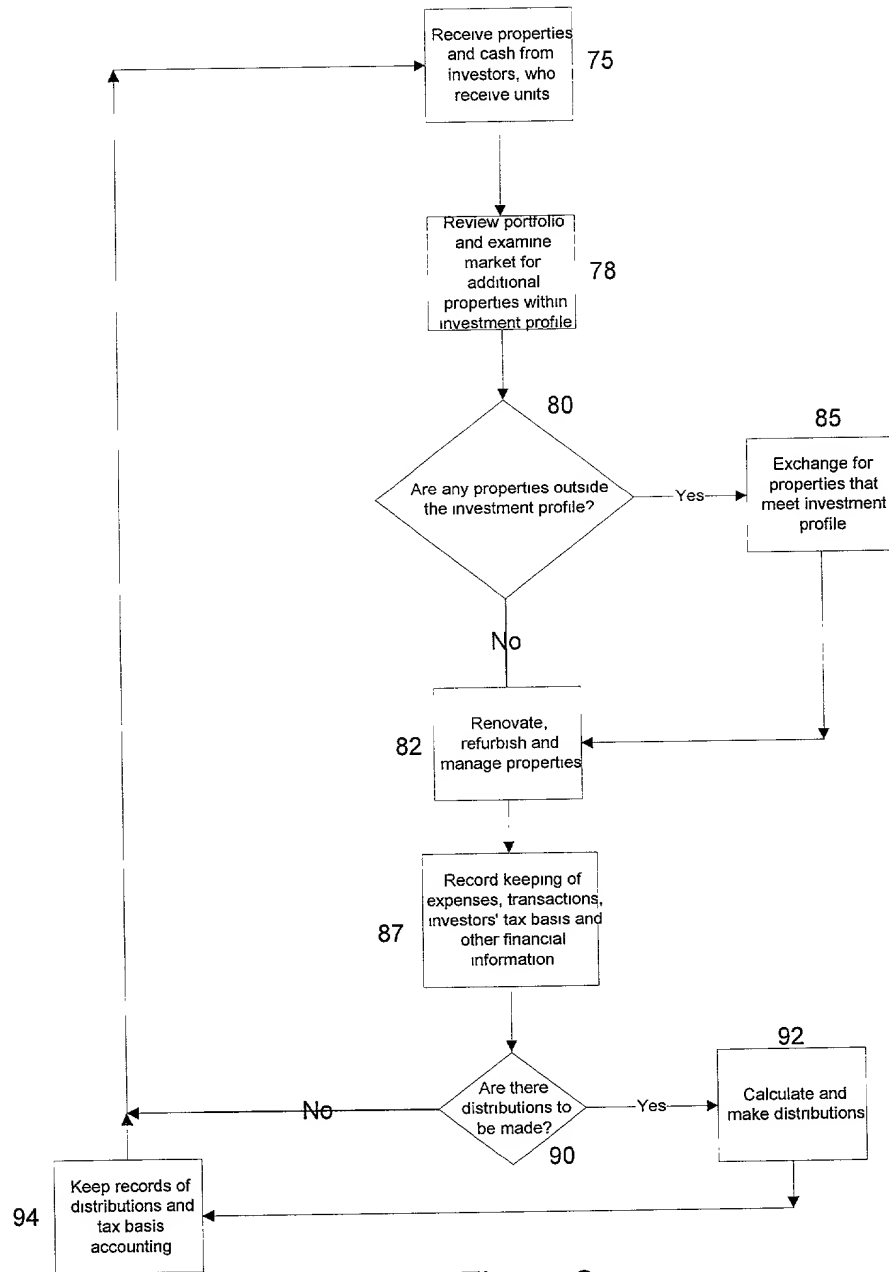 Receive properties
and cash from
investors, who
receive units
75
Review portfolio
and examine
market for
additional
properties within
investment profile
78
80
Are any properties outside
the investment profile?
Yes
85
Exchange for
properties that
meet investment
profile
No
82
Renovate,
refurbish and
manage properties
87
Record keeping of
expenses, transactions,
investors' tax basis and
other financial
information
Are there
distributions to
be made?
90
Yes
92
Calculate and
make distributions
No
94
Keep records of
distributions and
tax basis
accounting